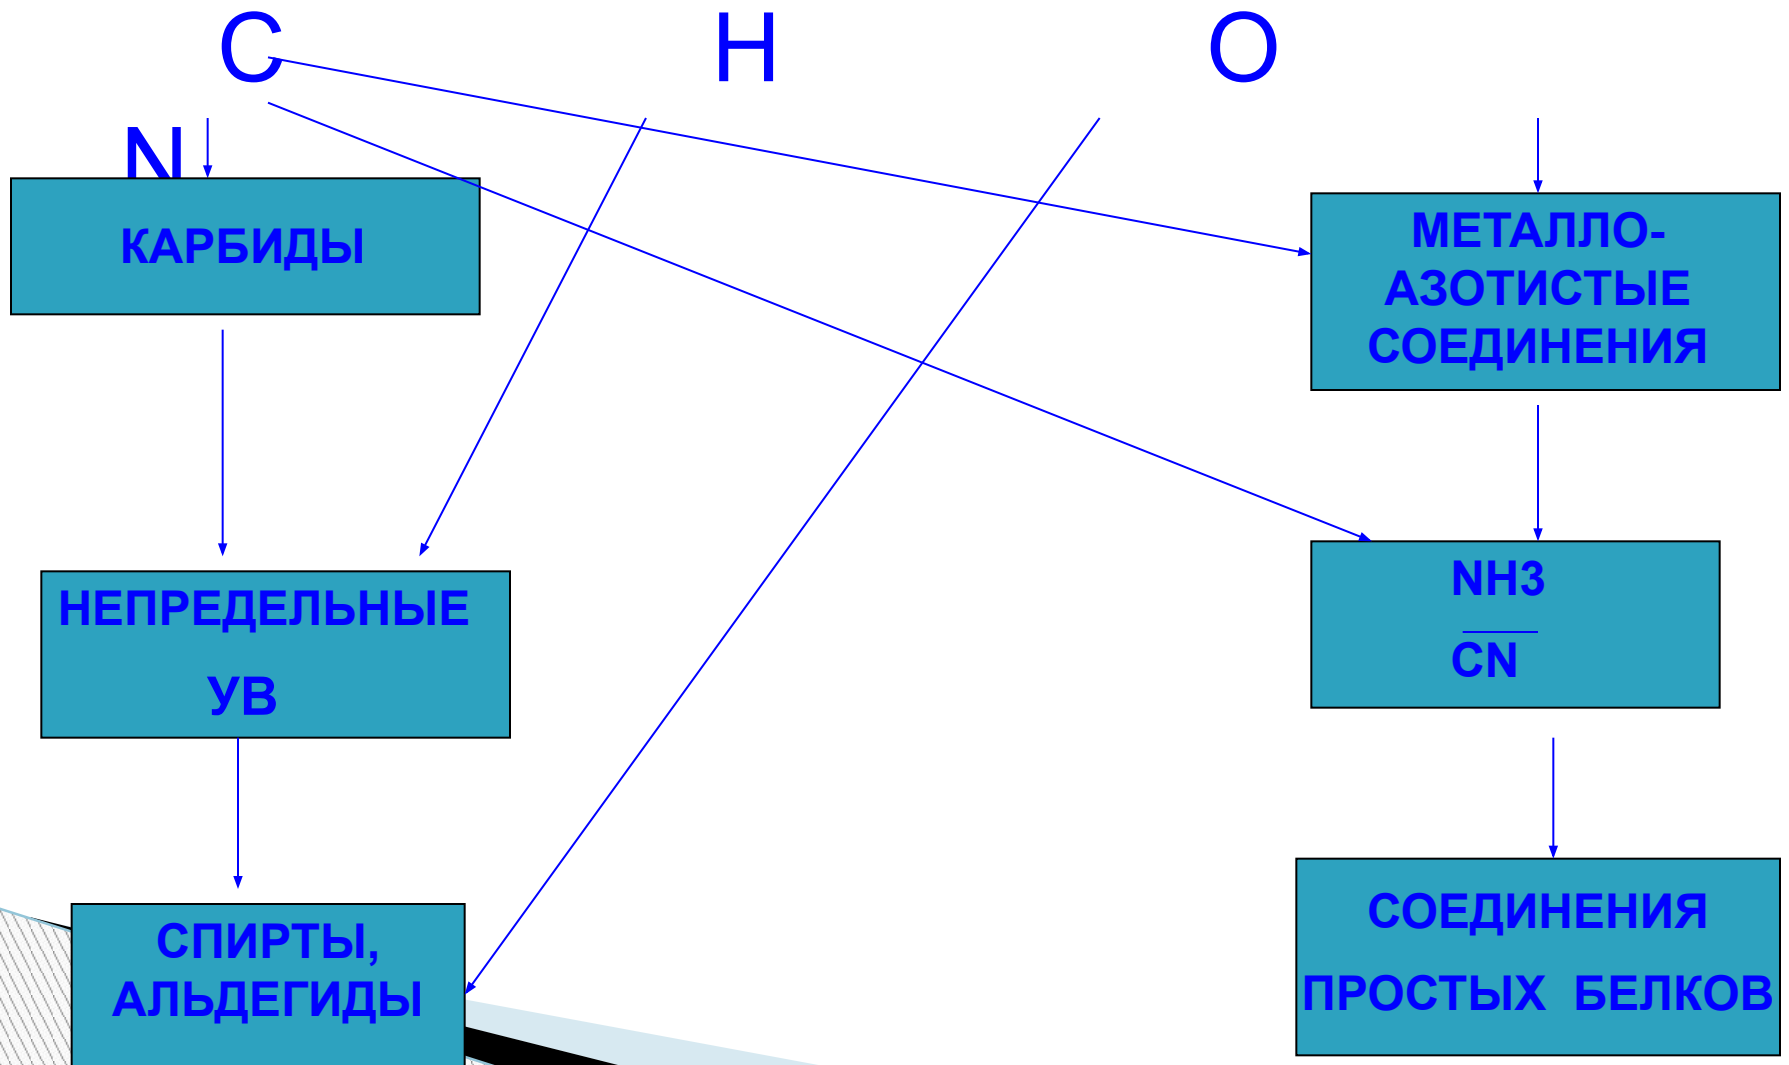 C H O
N
КАРБИДЫ
МЕТАЛЛО-
АЗОТИСТЫЕ
СОЕДИНЕНИЯ
НЕПРЕДЕЛЬНЫЕ
УВ
NH3
CN
СПИРТЫ,
АЛЬДЕГИДЫ
СОЕДИНЕНИЯ
ПРОСТЫХ БЕЛКОВ